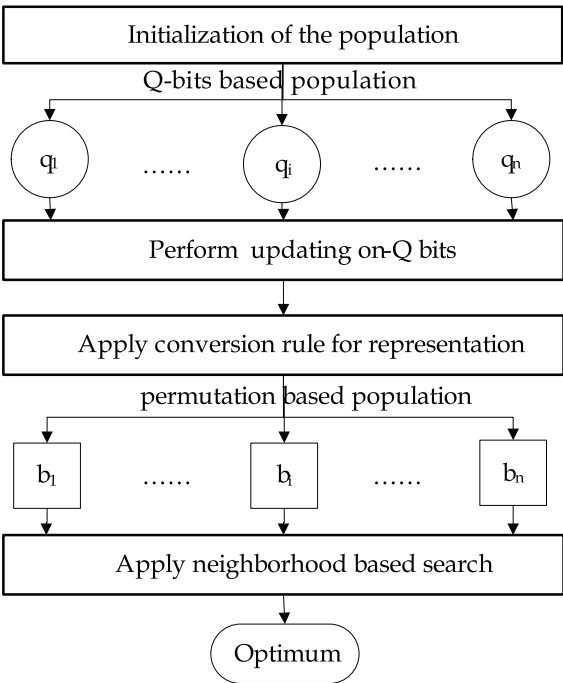 Initialization of the population
Q-bits based population
q1 ...... qi ...... qn
Perform updating on-Q bits
Apply conversion rule for representation
permutation based population
b1 ...... bi ...... bn
Apply neighborhood based search
Optimum